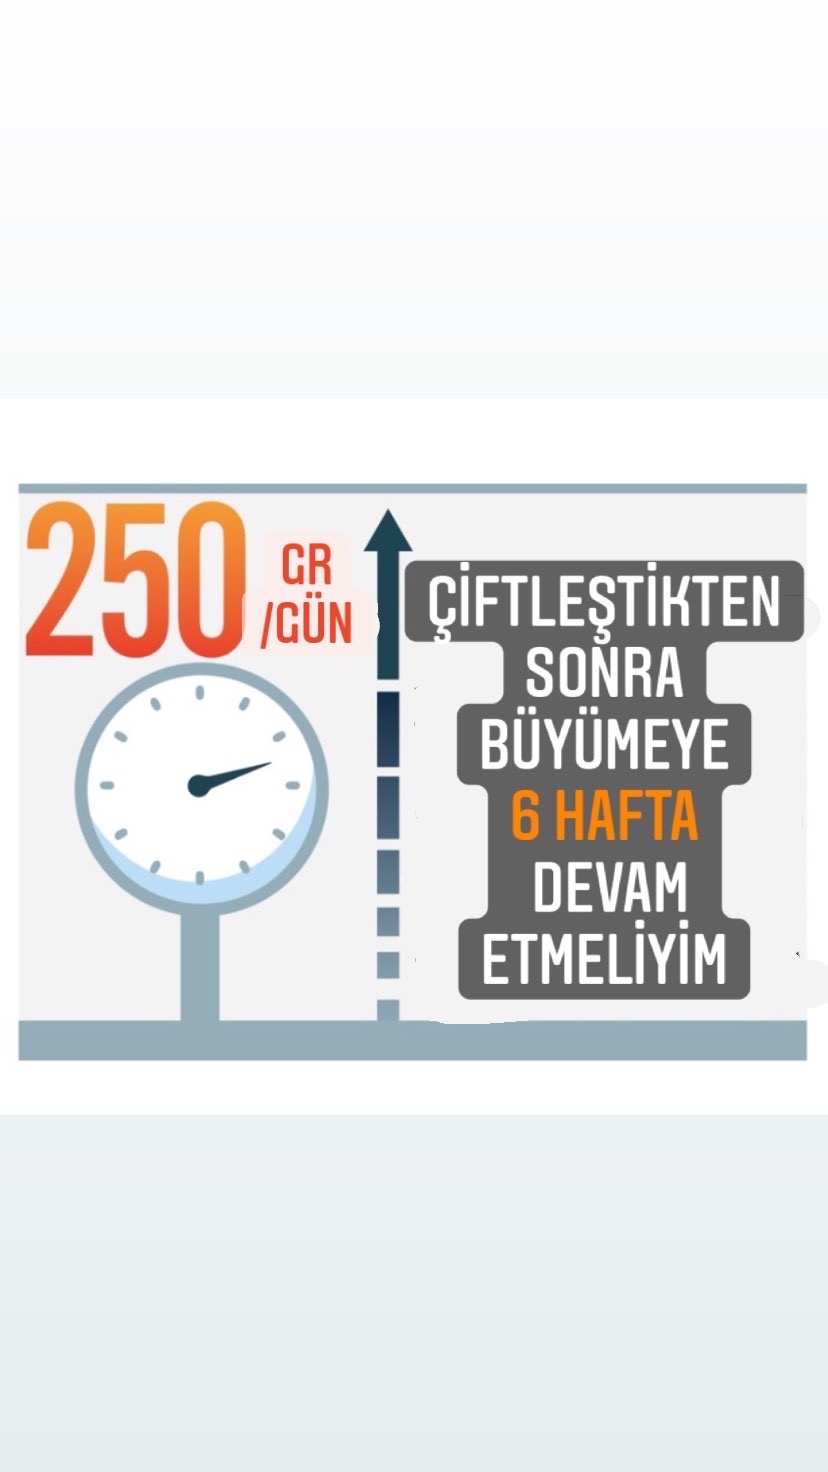 250
GR
/GÜN
ÇİFTLEŞTİKTEN
SONRA
BÜYÜMEYE
6 HAFTA
DEVAM
ETMELİYİM